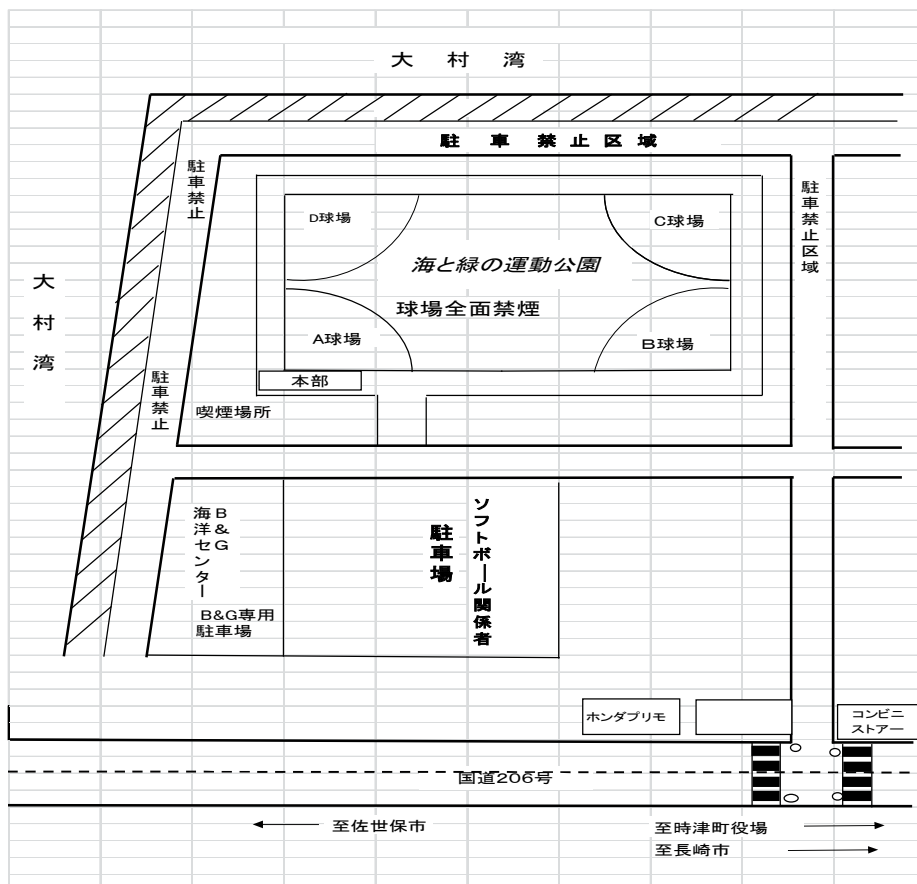 大 村 湾
駐 車 禁 止 区 域
駐車禁止
駐車禁止区域
D球場
C球場
海と緑の運動公園
球場全面禁煙
A球場
B球場
大村湾
駐車禁止
本部
喫煙場所
B&G
海洋センター
B&G専用
駐車場
ソフトボール関係者
駐車場
ホンダプリモ
コンビニ
ストアー
国道206号
至佐世保市
至時津町役場
至長崎市